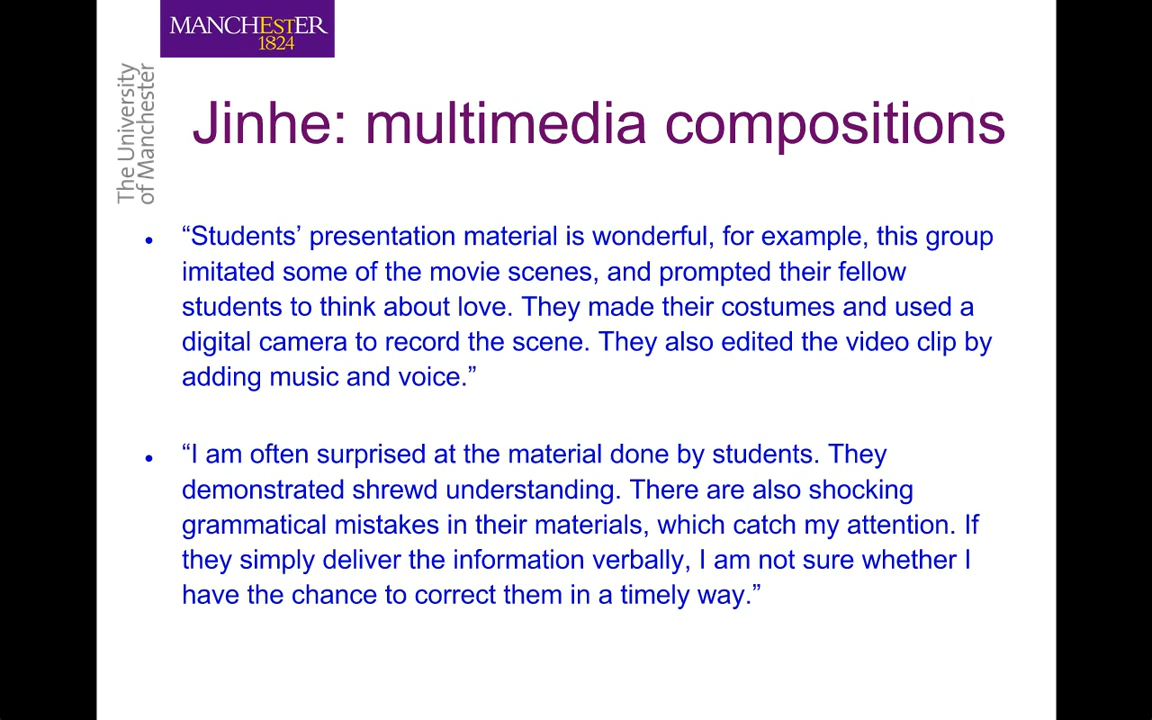 MANCHESTER
1824
The University
of Manchester
Jinhe: multimedia compositions
• “Students’ presentation material is wonderful, for example, this group
imitated some of the movie scenes, and prompted their fellow
students to think about love. They made their costumes and used a
digital camera to record the scene. They also edited the video clip by
adding music and voice.”
• “I am often surprised at the material done by students. They
demonstrated shrewd understanding. There are also shocking
grammatical mistakes in their materials, which catch my attention. If
they simply deliver the information verbally, I am not sure whether I
have the chance to correct them in a timely way.”